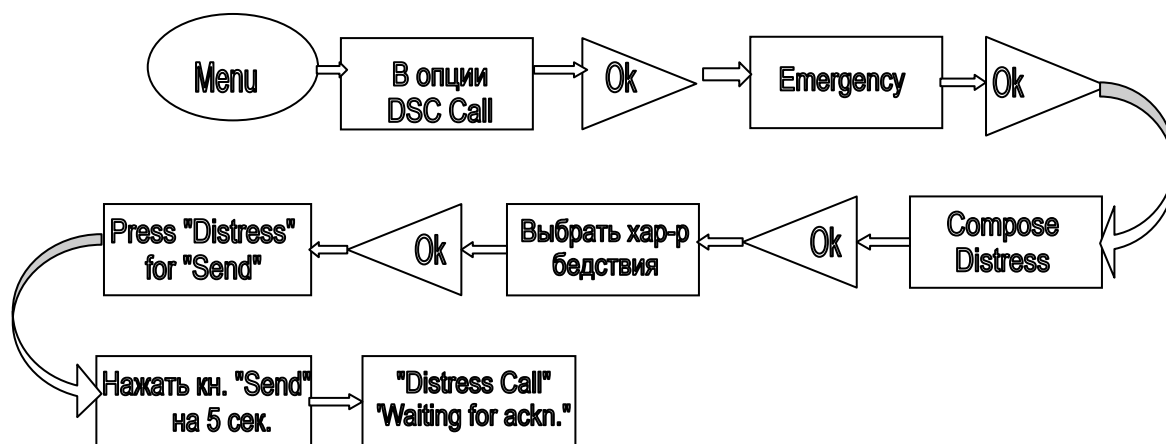 Menu
В опции
DSC Call
Ok
Emergency
Ok
Compose
Distress
Ok
Выбрать хар-р
бедствия
Ok
Press "Distress"
for "Send"
Нажать кн. "Send"
на 5 сек.
"Distress Call"
'Waiting for ackn."